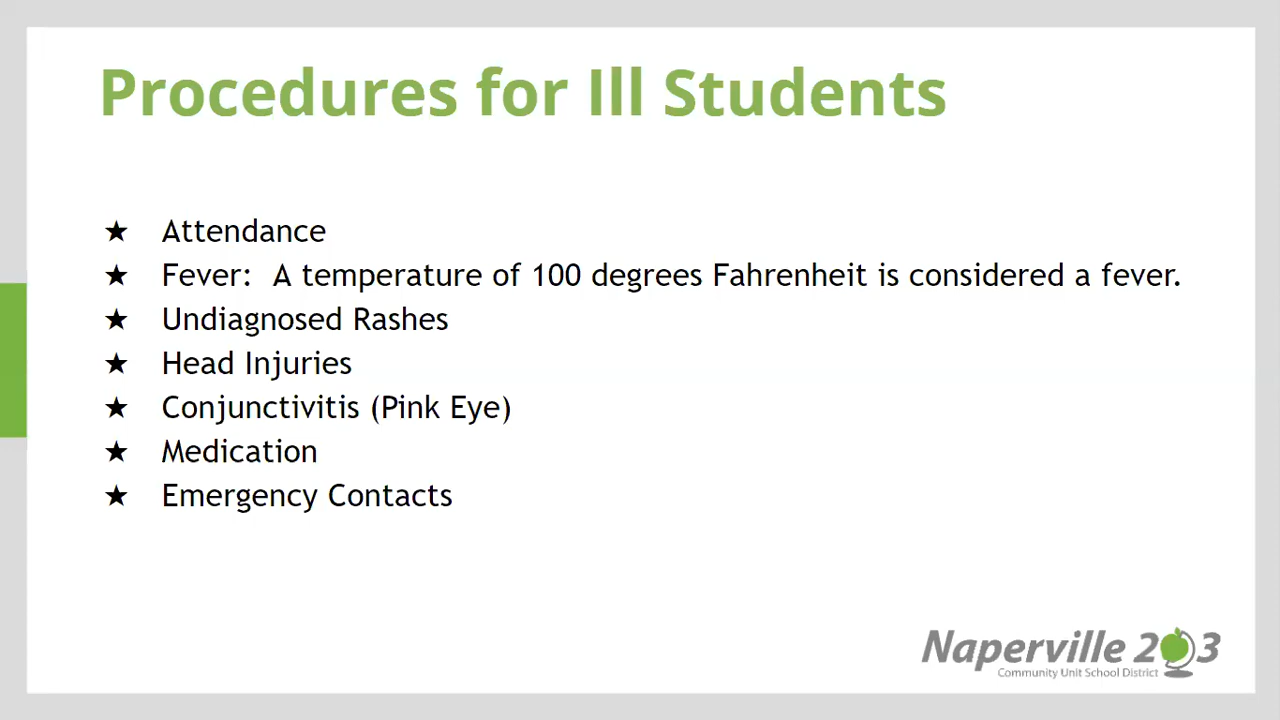 Procedures for Ill Students
★ Attendance
★ Fever:  A temperature of 100 degrees Fahrenheit is considered a fever.
★ Undiagnosed Rashes
★ Head Injuries
★ Conjunctivitis (Pink Eye)
★ Medication
★ Emergency Contacts
Naperville 203
Community Unit School District